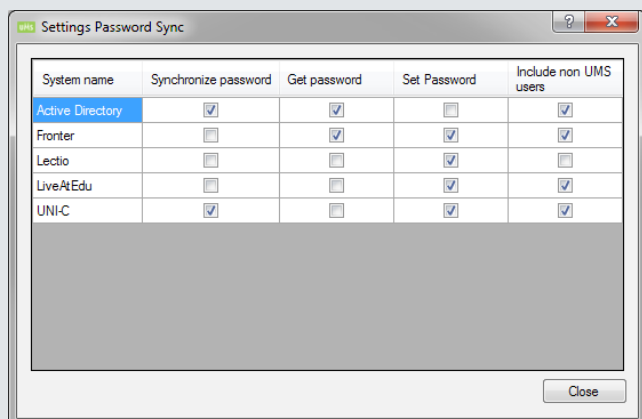 UMS Settings Password Sync
System name Synchronize password Get password Set Password Include non UMS
users
Active Directory
Fronter
Lectio
LiveAtEdu
UNI-C
Close